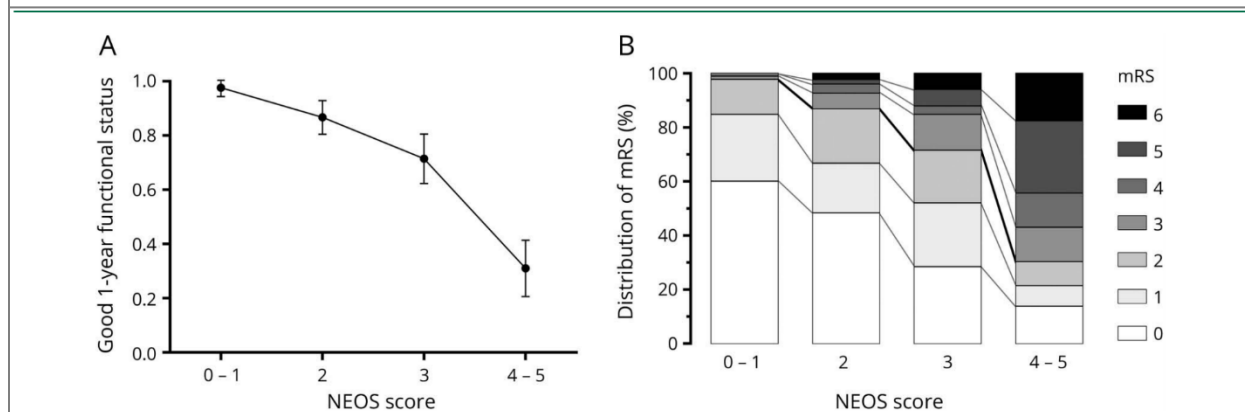 A
Good 1-year functional status
1.0
0.8
0.6
0.4
0.2
0.0
0 – 1 2 3 4 – 5
NEOS score
B
Distribution of mRS (%)
100
80
60
40
20
0
0 – 1 2 3 4 – 5
NEOS score
mRS
6
5
4
3
2
1
0